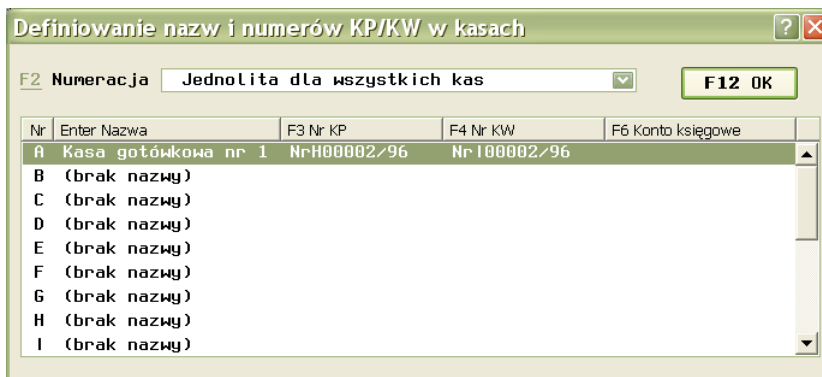 Definiowanie nazw i numerów KP/KW w kasach ? X
F2 Numeracja Jednolita dla wszystkich kas F12 OK
Nr Enter Nazwa F3 Nr KP F4 Nr KW F6 Konto księgowe
A Kasa gotówkowa nr 1 NrH00002/96 NrI00002/96
B (brak nazwy)
C (brak nazwy)
D (brak nazwy)
E (brak nazwy)
F (brak nazwy)
G (brak nazwy)
H (brak nazwy)
I (brak nazwy)